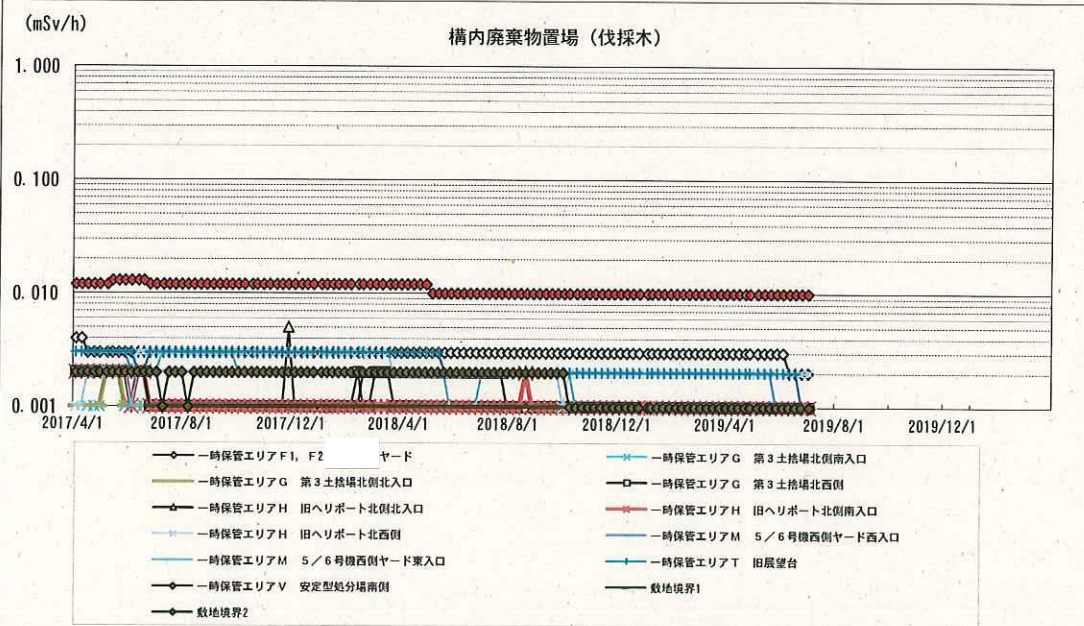 (mSv/h)
構内廃棄物置場（伐採木）
1.000
0.100
0.010
0.001
2017/4/1 2017/8/1 2017/12/1 2018/4/1 2018/8/1 2018/12/1 2019/4/1 2019/8/1 2019/12/1
一時保管エリアＦ1, Ｆ2 ヤード
一時保管エリアＧ 第３土捨場北側南入口
一時保管エリアＧ 第３土捨場北側北入口
一時保管エリアＧ 第３土捨場北西側
一時保管エリアＨ 旧ヘリポート北側北入口
一時保管エリアＨ 旧ヘリポート北側南入口
一時保管エリアＨ 旧ヘリポート北西側
一時保管エリアＭ ５／６号機西側ヤード西入口
一時保管エリアＭ ５／６号機西側ヤード東入口
一時保管エリアＴ 旧展望台
一時保管エリアＶ 安定型処分場南側
敷地境界1
敷地境界2